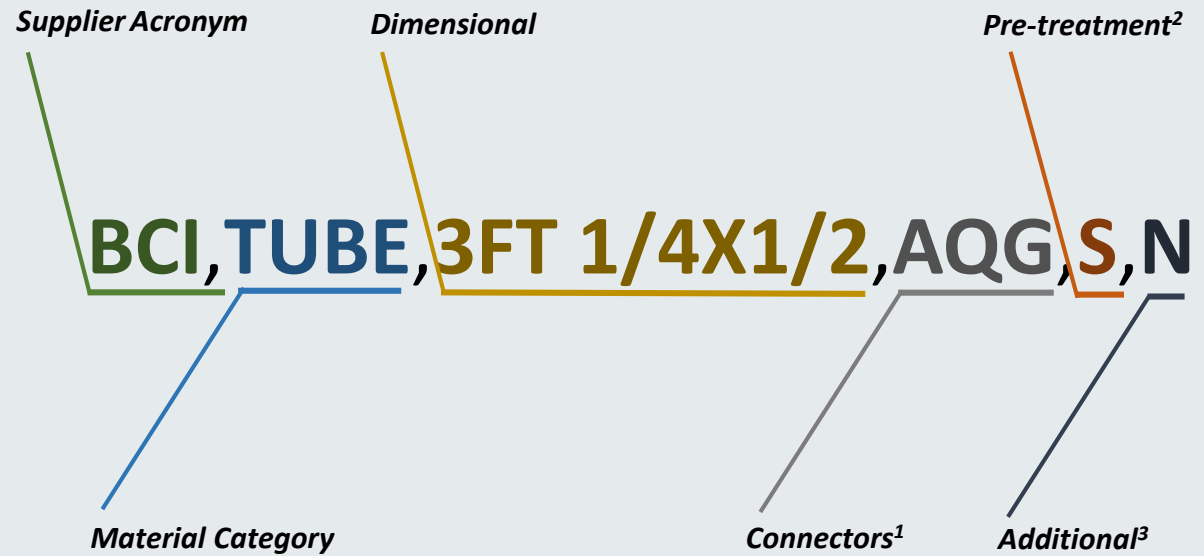 Supplier Acronym
Dimensional
Pre-treatment²
BCI,TUBE,3FT 1/4X1/2,AQG,S,N
Material Category
Connectors¹
Additional³